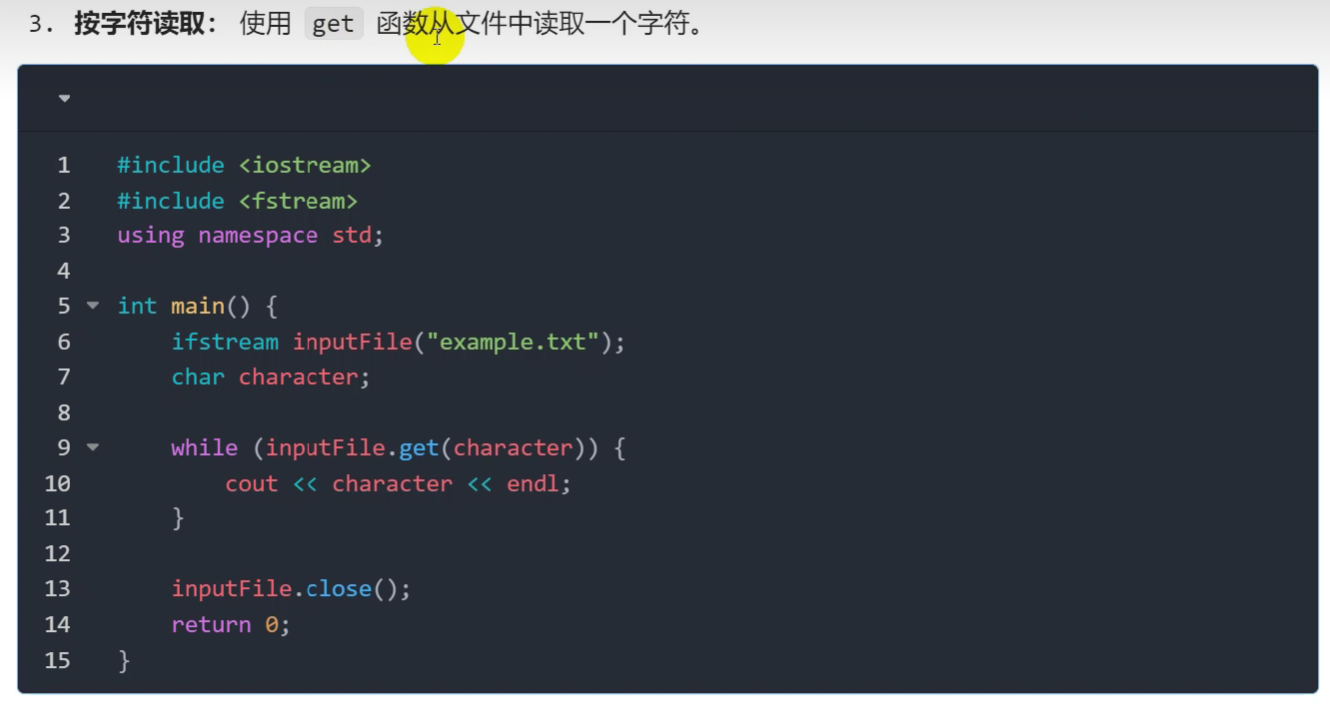 3. 按字符读取： 使用 get 函数从文件中读取一个字符。
1 #include <iostream>
2 #include <fstream>
3 using namespace std;
4
5 int main() {
6     ifstream inputFile("example.txt");
7     char character;
8
9     while (inputFile.get(character)) {
10         cout << character << endl;
11     }
12
13     inputFile.close();
14     return 0;
15 }